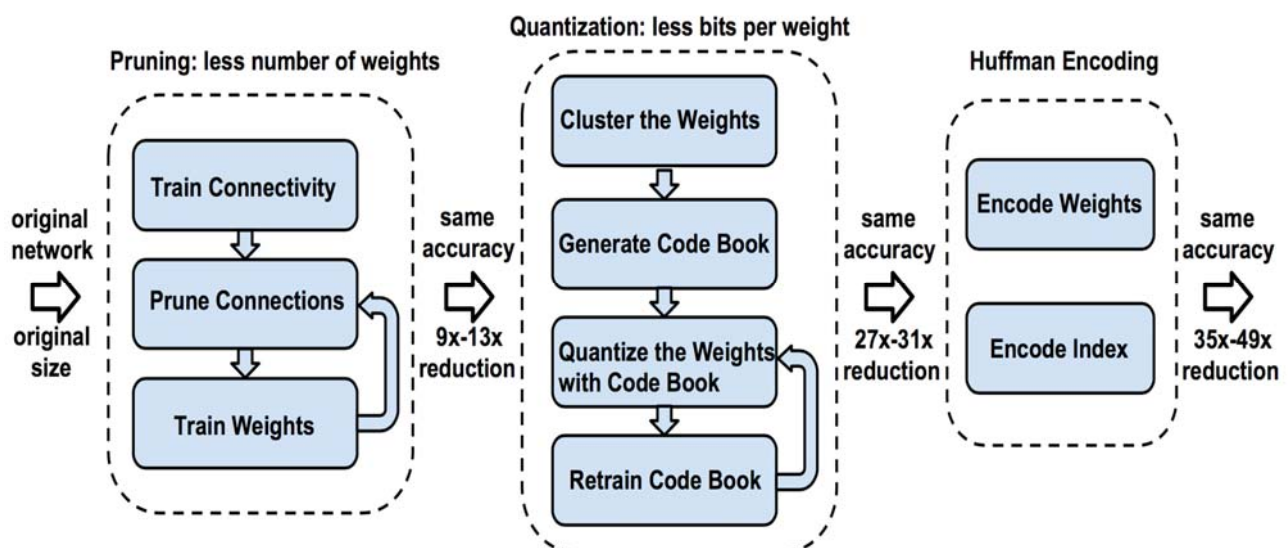 Pruning: less number of weights
Train Connectivity
Prune Connections
Train Weights
original
network
original
size
same
accuracy
9x-13x
reduction
Quantization: less bits per weight
Cluster the Weights
Generate Code Book
Quantize the Weights
with Code Book
Retrain Code Book
same
accuracy
27x-31x
reduction
Huffman Encoding
Encode Weights
Encode Index
same
accuracy
35x-49x
reduction